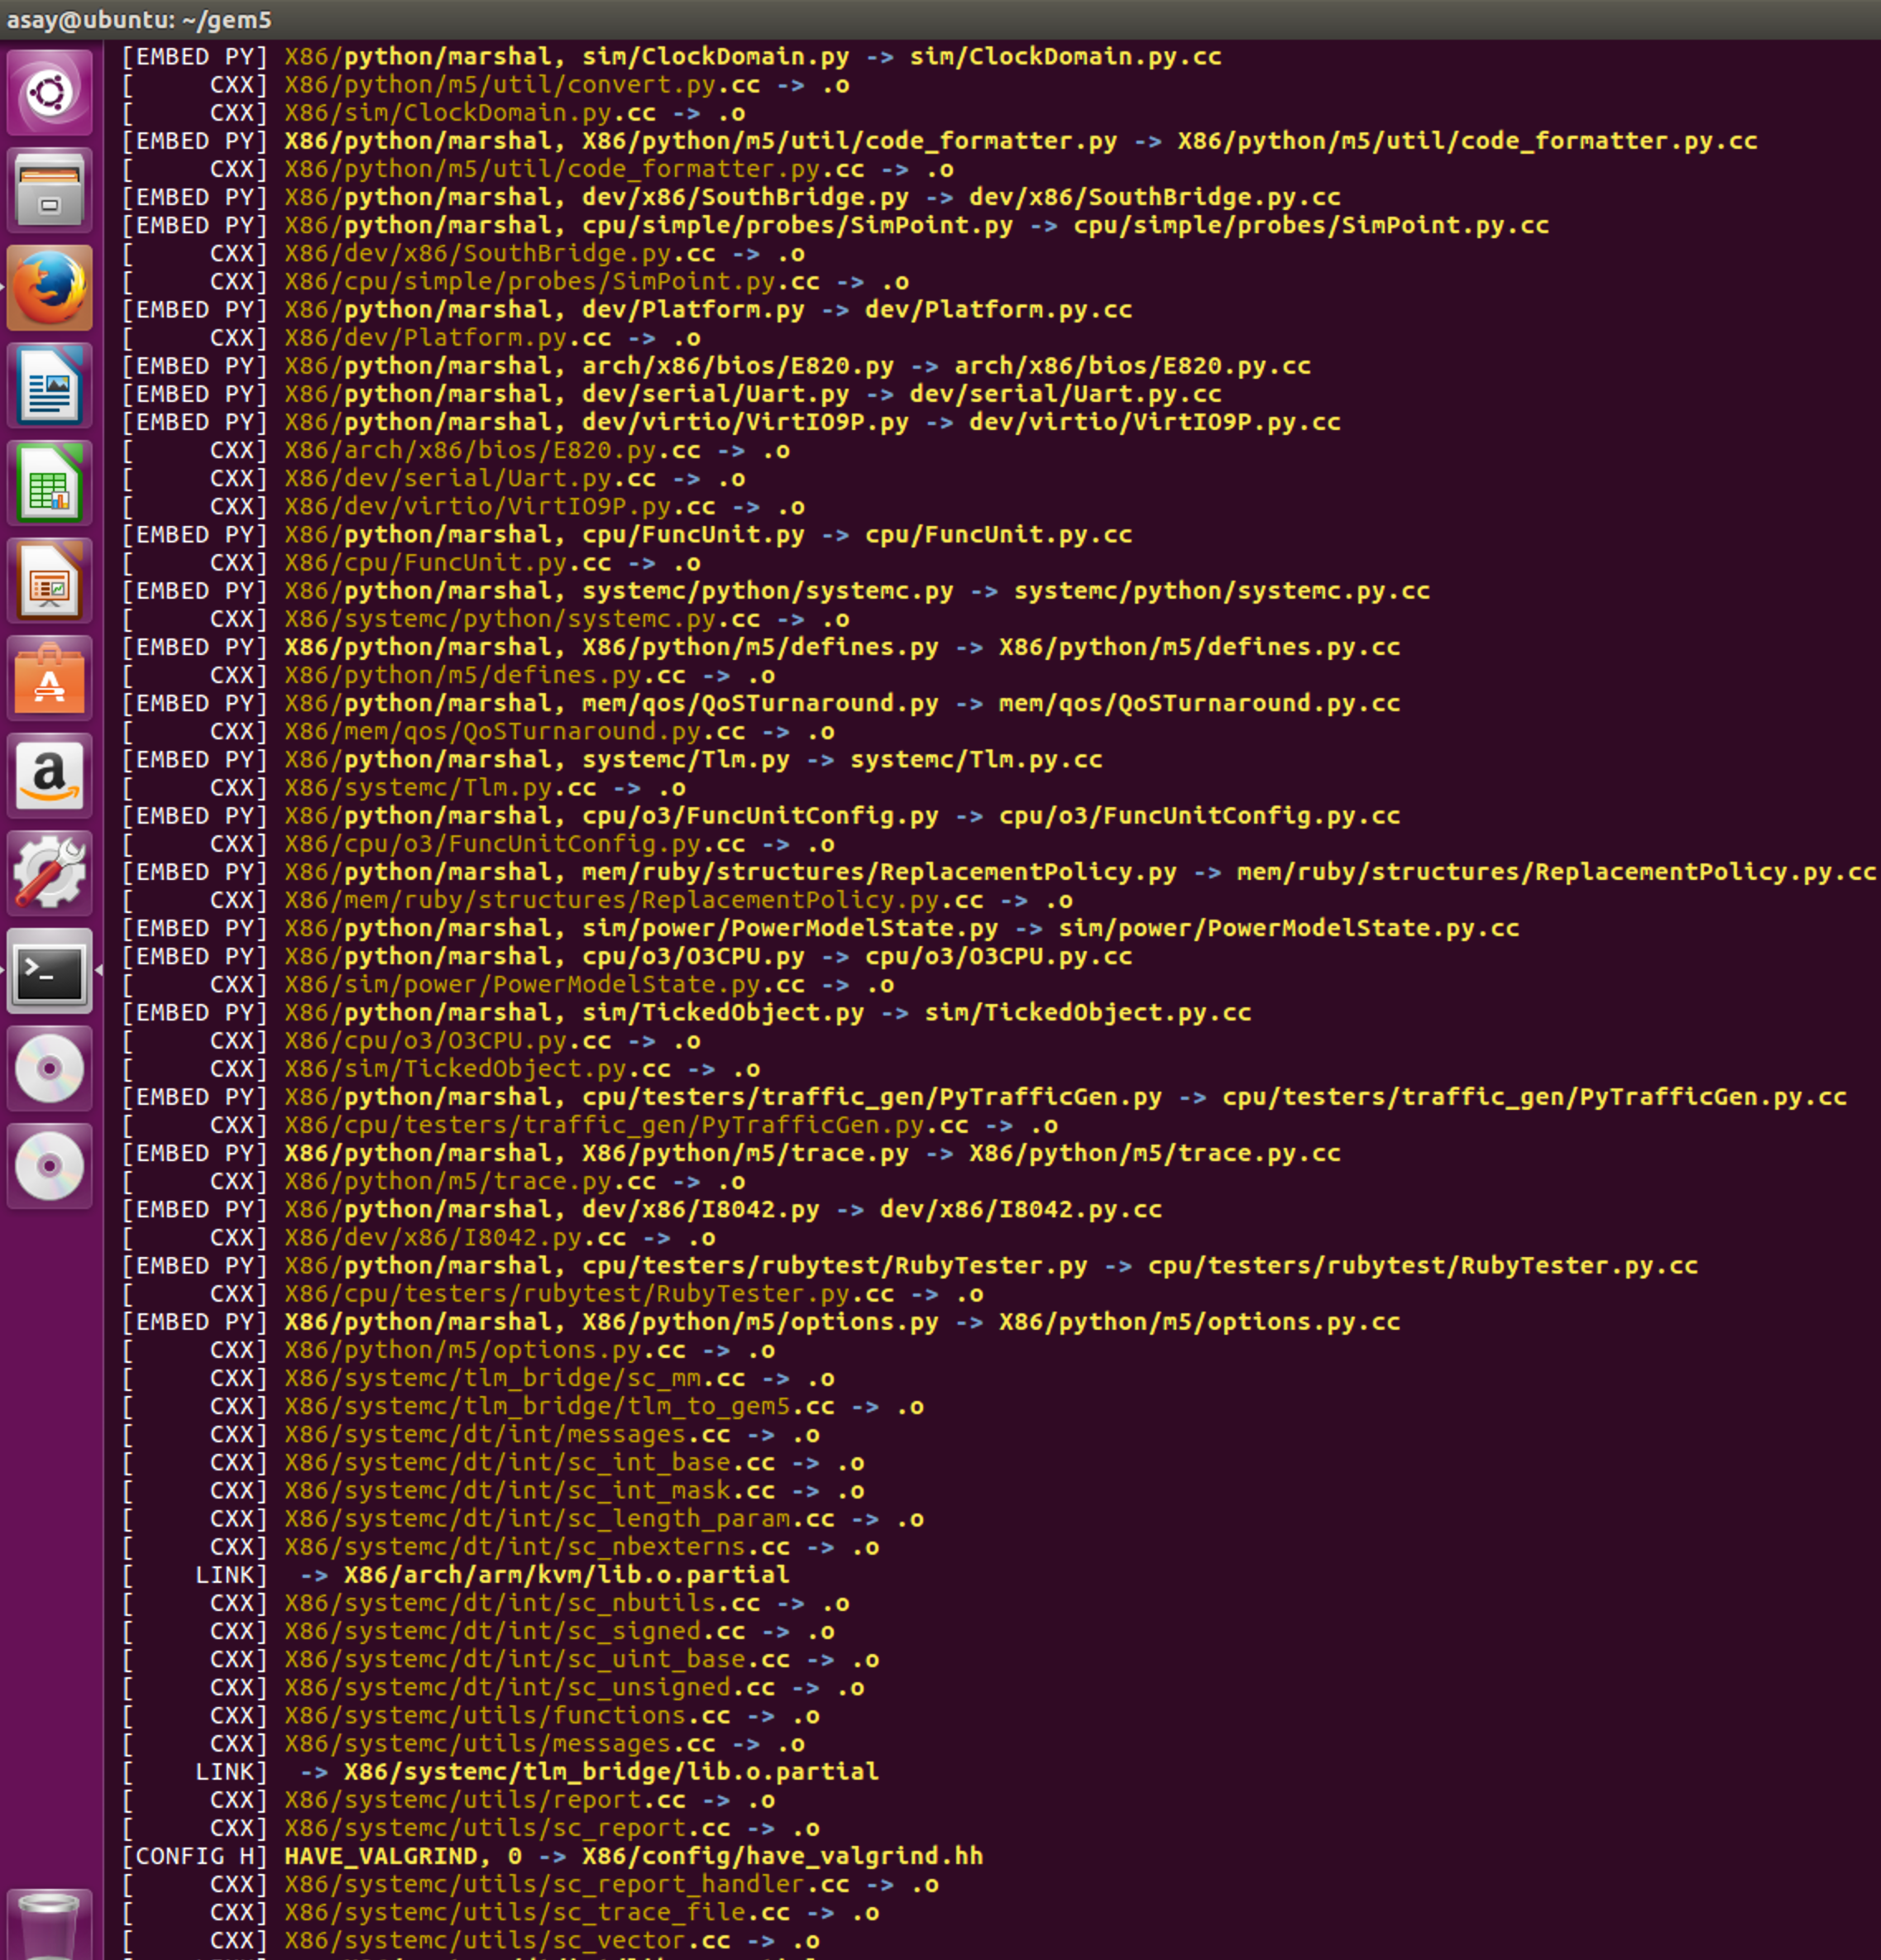 asay@ubuntu: ~/gem5
[EMBED PY] X86/python/marshal, sim/ClockDomain.py -> sim/ClockDomain.py.cc
[     CXX] X86/python/m5/util/convert.py.cc -> .o
[     CXX] X86/sim/ClockDomain.py.cc -> .o
[EMBED PY] X86/python/marshal, X86/python/m5/util/code_formatter.py -> X86/python/m5/util/code_formatter.py.cc
[     CXX] X86/python/m5/util/code_formatter.py.cc -> .o
[EMBED PY] X86/python/marshal, dev/x86/SouthBridge.py -> dev/x86/SouthBridge.py.cc
[EMBED PY] X86/python/marshal, cpu/simple/probes/SimPoint.py -> cpu/simple/probes/SimPoint.py.cc
[     CXX] X86/dev/x86/SouthBridge.py.cc -> .o
[     CXX] X86/cpu/simple/probes/SimPoint.py.cc -> .o
[EMBED PY] X86/python/marshal, dev/Platform.py -> dev/Platform.py.cc
[     CXX] X86/dev/Platform.py.cc -> .o
[EMBED PY] X86/python/marshal, arch/x86/bios/E820.py -> arch/x86/bios/E820.py.cc
[EMBED PY] X86/python/marshal, dev/serial/Uart.py -> dev/serial/Uart.py.cc
[EMBED PY] X86/python/marshal, dev/virtio/VirtIO9P.py -> dev/virtio/VirtIO9P.py.cc
[     CXX] X86/arch/x86/bios/E820.py.cc -> .o
[     CXX] X86/dev/serial/Uart.py.cc -> .o
[     CXX] X86/dev/virtio/VirtIO9P.py.cc -> .o
[EMBED PY] X86/python/marshal, cpu/FuncUnit.py -> cpu/FuncUnit.py.cc
[     CXX] X86/cpu/FuncUnit.py.cc -> .o
[EMBED PY] X86/python/marshal, systemc/python/systemc.py -> systemc/python/systemc.py.cc
[     CXX] X86/systemc/python/systemc.py.cc -> .o
[EMBED PY] X86/python/marshal, X86/python/m5/defines.py -> X86/python/m5/defines.py.cc
[     CXX] X86/python/m5/defines.py.cc -> .o
[EMBED PY] X86/python/marshal, mem/qos/QoSTurnaround.py -> mem/qos/QoSTurnaround.py.cc
[     CXX] X86/mem/qos/QoSTurnaround.py.cc -> .o
[EMBED PY] X86/python/marshal, systemc/Tlm.py -> systemc/Tlm.py.cc
[     CXX] X86/systemc/Tlm.py.cc -> .o
[EMBED PY] X86/python/marshal, cpu/o3/FuncUnitConfig.py -> cpu/o3/FuncUnitConfig.py.cc
[     CXX] X86/cpu/o3/FuncUnitConfig.py.cc -> .o
[EMBED PY] X86/python/marshal, mem/ruby/structures/ReplacementPolicy.py -> mem/ruby/structures/ReplacementPolicy.py.cc
[     CXX] X86/mem/ruby/structures/ReplacementPolicy.py.cc -> .o
[EMBED PY] X86/python/marshal, sim/power/PowerModelState.py -> sim/power/PowerModelState.py.cc
[EMBED PY] X86/python/marshal, cpu/o3/O3CPU.py -> cpu/o3/O3CPU.py.cc
[     CXX] X86/sim/power/PowerModelState.py.cc -> .o
[EMBED PY] X86/python/marshal, sim/TickedObject.py -> sim/TickedObject.py.cc
[     CXX] X86/cpu/o3/O3CPU.py.cc -> .o
[     CXX] X86/sim/TickedObject.py.cc -> .o
[EMBED PY] X86/python/marshal, cpu/testers/traffic_gen/PyTrafficGen.py -> cpu/testers/traffic_gen/PyTrafficGen.py.cc
[     CXX] X86/cpu/testers/traffic_gen/PyTrafficGen.py.cc -> .o
[EMBED PY] X86/python/marshal, X86/python/m5/trace.py -> X86/python/m5/trace.py.cc
[     CXX] X86/python/m5/trace.py.cc -> .o
[EMBED PY] X86/python/marshal, dev/x86/I8042.py -> dev/x86/I8042.py.cc
[     CXX] X86/dev/x86/I8042.py.cc -> .o
[EMBED PY] X86/python/marshal, cpu/testers/rubytest/RubyTester.py -> cpu/testers/rubytest/RubyTester.py.cc
[     CXX] X86/cpu/testers/rubytest/RubyTester.py.cc -> .o
[EMBED PY] X86/python/marshal, X86/python/m5/options.py -> X86/python/m5/options.py.cc
[     CXX] X86/python/m5/options.py.cc -> .o
[     CXX] X86/systemc/tlm_bridge/sc_mm.cc -> .o
[     CXX] X86/systemc/tlm_bridge/tlm_to_gem5.cc -> .o
[     CXX] X86/systemc/dt/int/messages.cc -> .o
[     CXX] X86/systemc/dt/int/sc_int_base.cc -> .o
[     CXX] X86/systemc/dt/int/sc_int_mask.cc -> .o
[     CXX] X86/systemc/dt/int/sc_length_param.cc -> .o
[     CXX] X86/systemc/dt/int/sc_nbexterns.cc -> .o
[    LINK]  -> X86/arch/arm/kvm/lib.o.partial
[     CXX] X86/systemc/dt/int/sc_nbutils.cc -> .o
[     CXX] X86/systemc/dt/int/sc_signed.cc -> .o
[     CXX] X86/systemc/dt/int/sc_uint_base.cc -> .o
[     CXX] X86/systemc/dt/int/sc_unsigned.cc -> .o
[     CXX] X86/systemc/utils/functions.cc -> .o
[     CXX] X86/systemc/utils/messages.cc -> .o
[    LINK]  -> X86/systemc/tlm_bridge/lib.o.partial
[     CXX] X86/systemc/utils/report.cc -> .o
[     CXX] X86/systemc/utils/sc_report.cc -> .o
[CONFIG H] HAVE_VALGRIND, 0 -> X86/config/have_valgrind.hh
[     CXX] X86/systemc/utils/sc_report_handler.cc -> .o
[     CXX] X86/systemc/utils/sc_trace_file.cc -> .o
[     CXX] X86/systemc/utils/sc_vector.cc -> .o